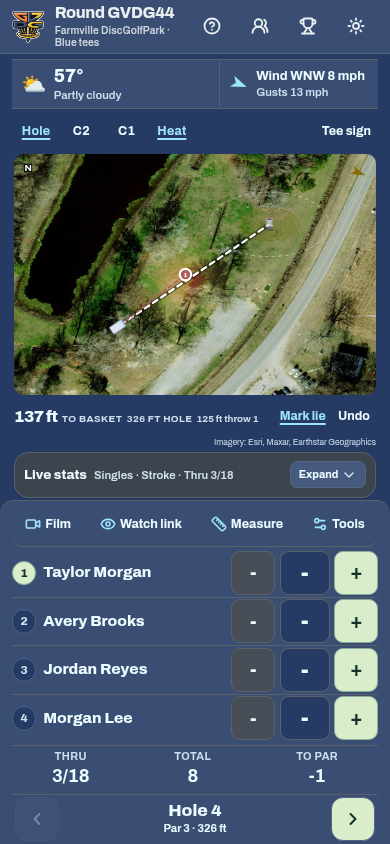 Round GVDG44
Farmville DiscGolfPark ·
Blue tees
57°
Partly cloudy
Wind WNW 8 mph
Gusts 13 mph
Hole C2 C1 Heat Tee sign
N
1
137 ft TO BASKET 326 FT HOLE 125 ft throw 1 Mark lie Undo
Imagery: Esri, Maxar, Earthstar Geographics
Live stats Singles · Stroke · Thru 3/18 Expand
Film Watch link Measure Tools
1 Taylor Morgan - - +
2 Avery Brooks - - +
3 Jordan Reyes - - +
4 Morgan Lee - - +
THRU TOTAL TO PAR
3/18 8 -1
Hole 4
Par 3 · 326 ft